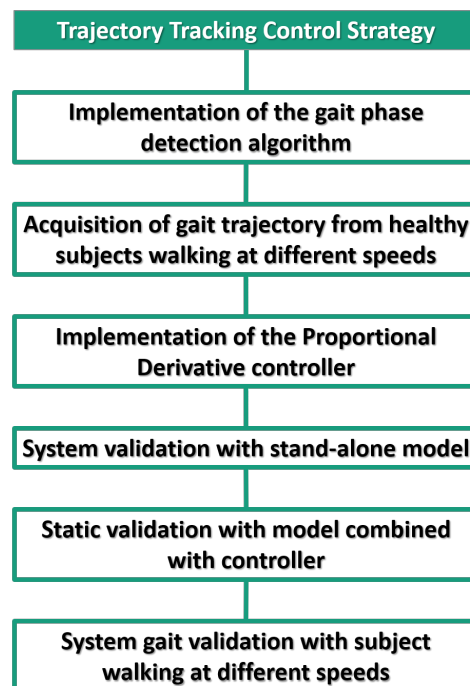 Trajectory Tracking Control Strategy
Implementation of the gait phase
detection algorithm
Acquisition of gait trajectory from healthy
subjects walking at different speeds
Implementation of the Proportional
Derivative controller
System validation with stand-alone model
Static validation with model combined
with controller
System gait validation with subject
walking at different speeds